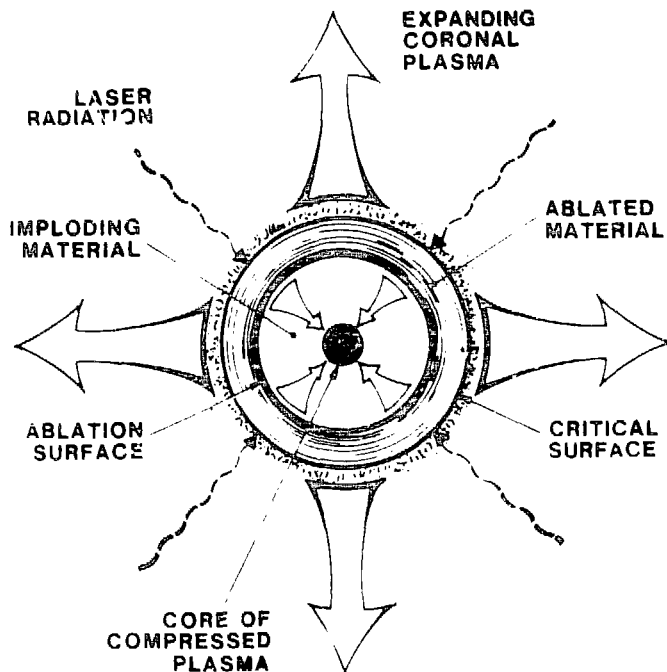 EXPANDING
CORONAL
PLASMA
LASER
RADIATION
IMPLODING
MATERIAL
ABLATED
MATERIAL
ABLATION
SURFACE
CRITICAL
SURFACE
CORE OF
COMPRESSED
PLASMA